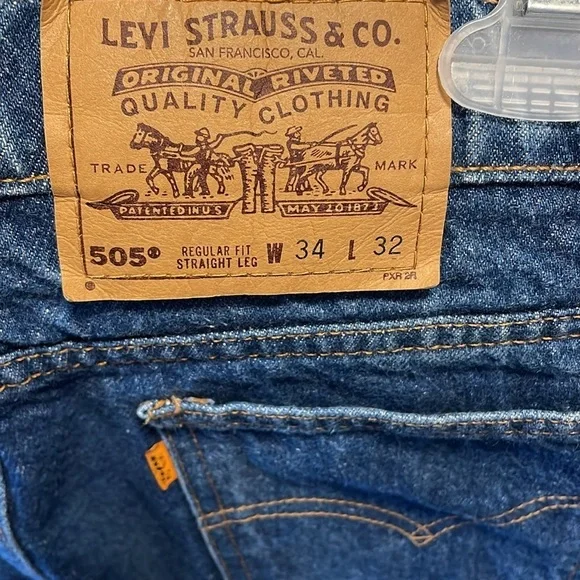 LEVI STRAUSS & CO.
SAN FRANCISCO, CAL.
ORIGINAL RIVETED
QUALITY CLOTHING
TRADE MARK
PATENTED IN U.S. MAY 20 1873
505® REGULAR FIT STRAIGHT LEG W 34 L 32